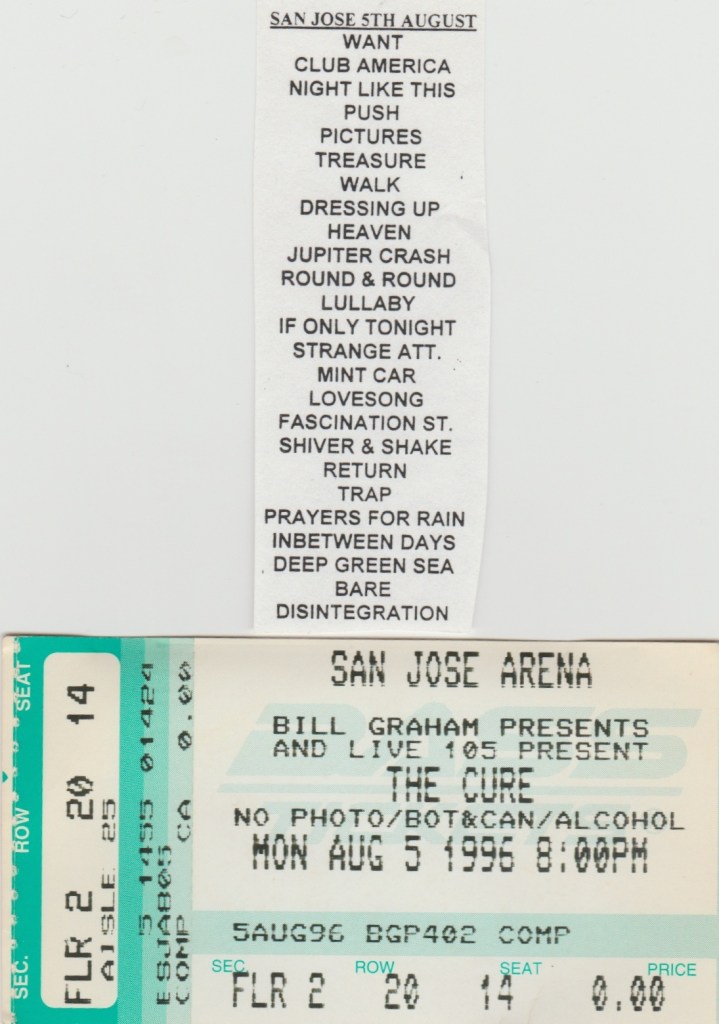 SAN JOSE 5TH AUGUST
WANT
CLUB AMERICA
NIGHT LIKE THIS
PUSH
PICTURES
TREASURE
WALK
DRESSING UP
HEAVEN
JUPITER CRASH
ROUND & ROUND
LULLABY
IF ONLY TONIGHT
STRANGE ATT.
MINT CAR
LOVESONG
FASCINATION ST.
SHIVER & SHAKE
RETURN
TRAP
PRAYERS FOR RAIN
INBETWEEN DAYS
DEEP GREEN SEA
BARE
DISINTEGRATION
SEC. ROW SEAT
FLR 2 20 14
AISLE 25
5 1455 01424
ESJA805 CA 0.00
COMP
SAN JOSE ARENA
BASS
BILL GRAHAM PRESENTS
AND LIVE 105 PRESENT
THE CURE
NO PHOTO/BOT&CAN/ALCOHOL
MON AUG 5 1996 8:00PM
5AUG96 BGP402 COMP
SEC. ROW SEAT PRICE
FLR 2 20 14 0.00